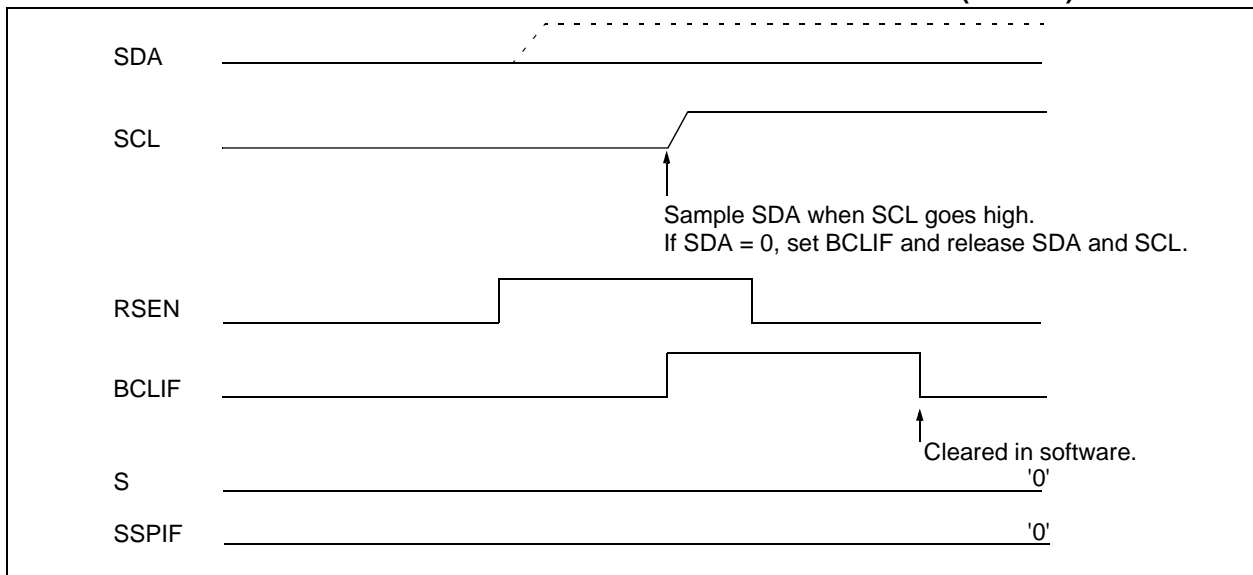 SDA
SCL
Sample SDA when SCL goes high.
If SDA = 0, set BCLIF and release SDA and SCL.
RSEN
BCLIF
Cleared in software.
S
'0'
SSPIF
'0'